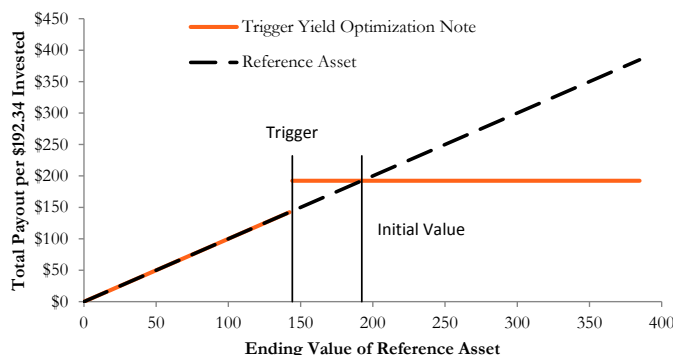 Total Payout per $192.34 Invested
$450
$400
$350
$300
$250
$200
$150
$100
$50
$0
Trigger Yield Optimization Note
Reference Asset
Trigger
Initial Value
0 50 100 150 200 250 300 350 400
Ending Value of Reference Asset